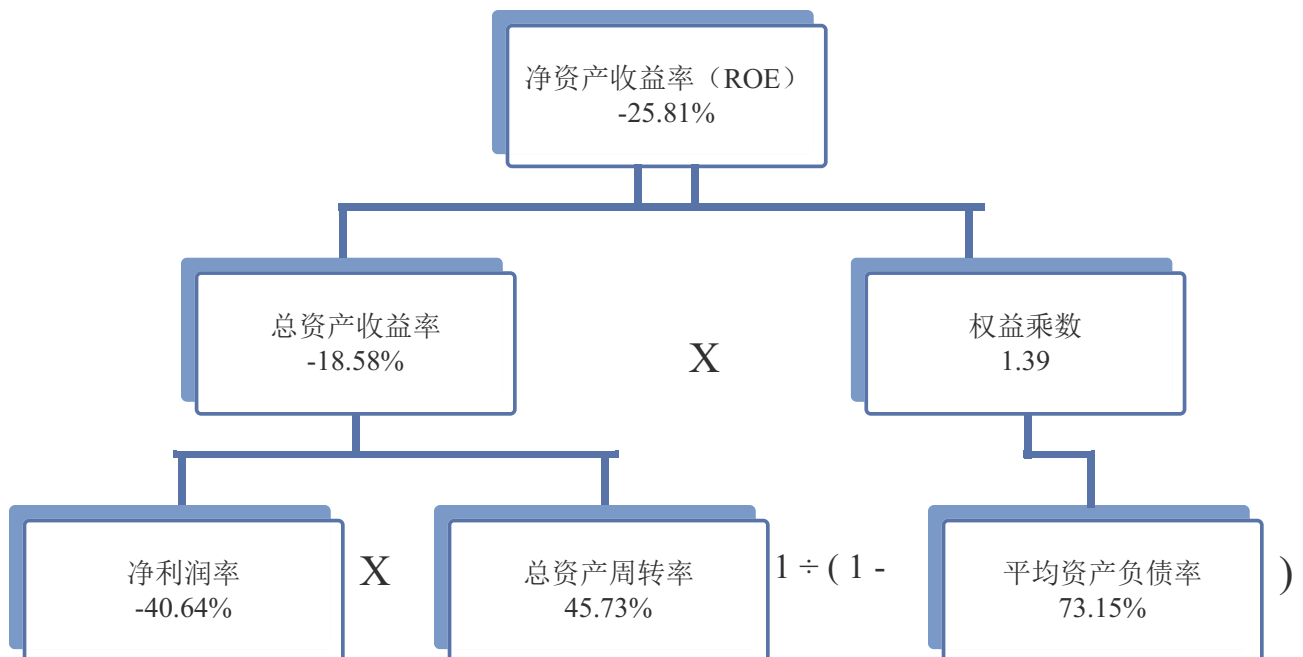 净资产收益率（ROE）
-25.81%
总资产收益率
-18.58%
X
权益乘数
1.39
净利润率
-40.64%
X
总资产周转率
45.73%
1 ÷ ( 1 -
平均资产负债率
73.15%
)